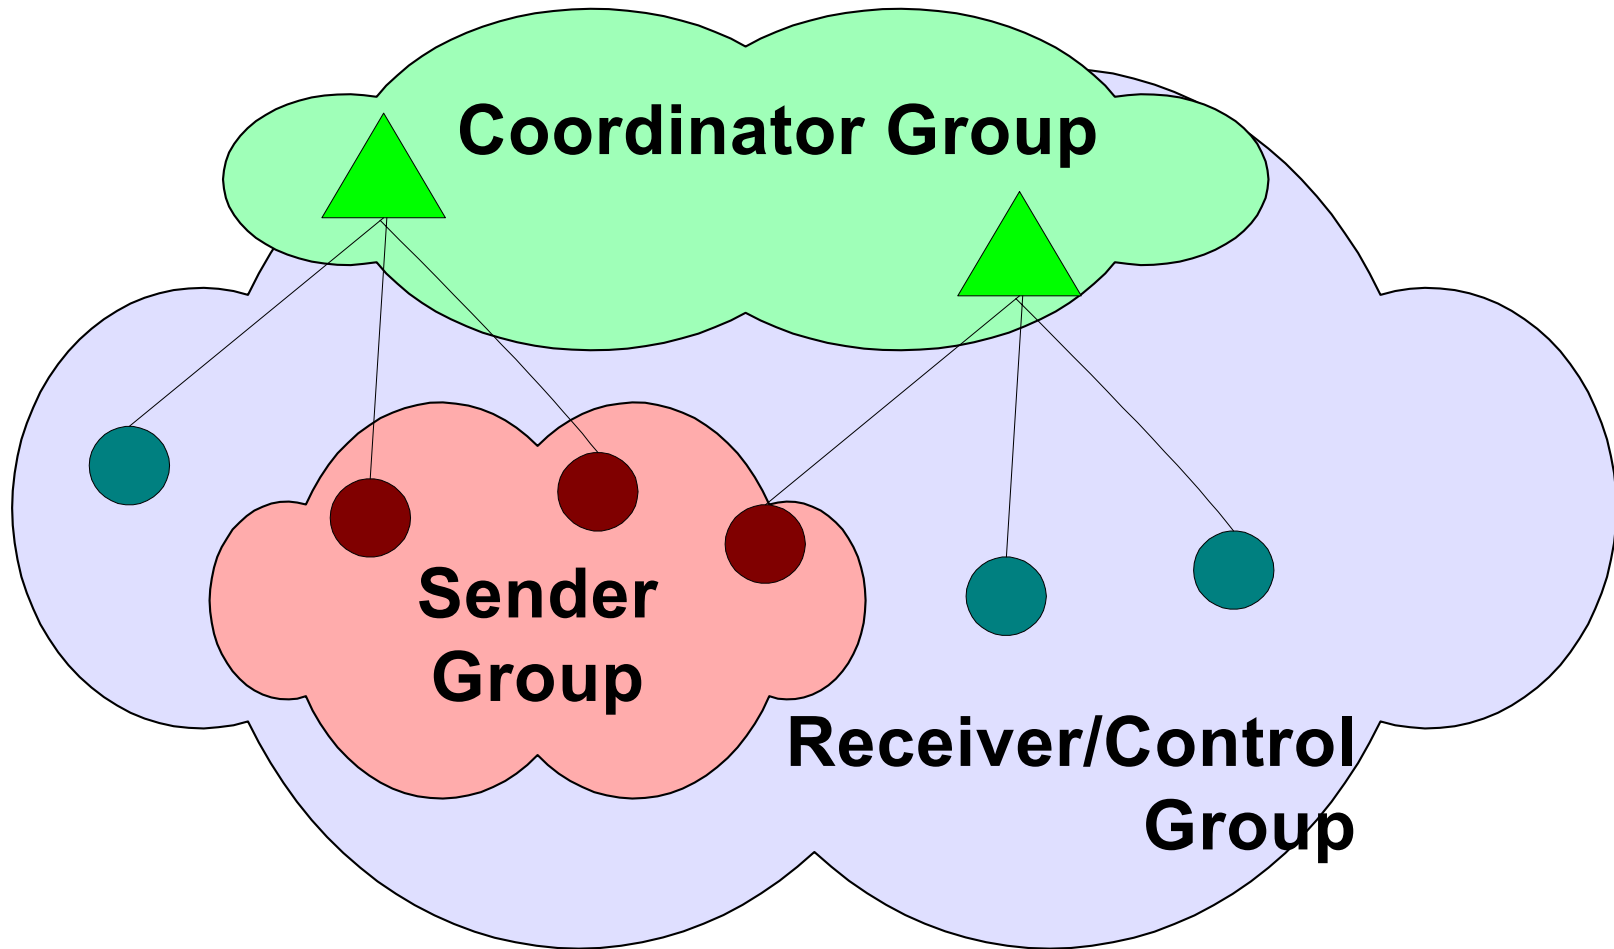 Coordinator Group
Sender
Group
Receiver/Control
Group